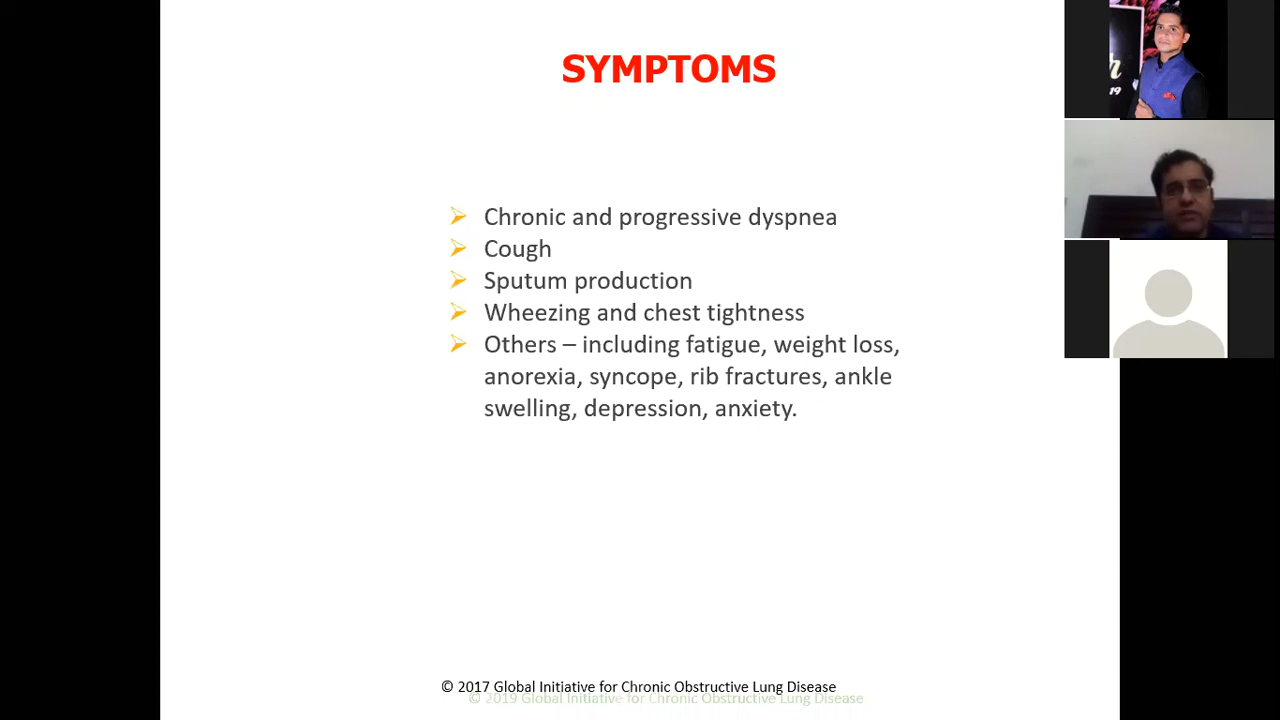 SYMPTOMS
Chronic and progressive dyspnea
Cough
Sputum production
Wheezing and chest tightness
Others – including fatigue, weight loss,
anorexia, syncope, rib fractures, ankle
swelling, depression, anxiety.
© 2017 Global Initiative for Chronic Obstructive Lung Disease
© 2019 Global Initiative for Chronic Obstructive Lung Disease
19